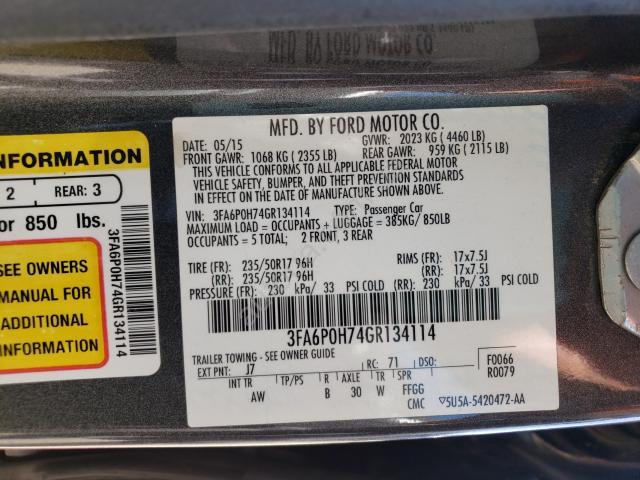 MFD. BY FORD MOTOR CO.
NFORMATION
2 REAR: 3
or 850 lbs.
SEE OWNERS
MANUAL FOR
ADDITIONAL
INFORMATION
3FA6P0H74GR134114
MFD. BY FORD MOTOR CO.
DATE: 05/15 GVWR: 2023 KG ( 4460 LB)
FRONT GAWR: 1068 KG ( 2355 LB) REAR GAWR: 959 KG ( 2115 LB)
THIS VEHICLE CONFORMS TO ALL APPLICABLE FEDERAL MOTOR
VEHICLE SAFETY, BUMPER, AND THEFT PREVENTION STANDARDS
IN EFFECT ON THE DATE OF MANUFACTURE SHOWN ABOVE.
VIN: 3FA6P0H74GR134114 TYPE: Passenger Car
MAXIMUM LOAD = OCCUPANTS + LUGGAGE = 385KG/ 850LB
OCCUPANTS = 5 TOTAL; 2 FRONT, 3 REAR
TIRE (FR) 235/50R17 96H RIMS (FR) 17x7.5J
(RR) 235/50R17 96H (RR) 17x7.5J
PRESSURE (FR) 230 kPa/ 33 PSI COLD (RR) 230 kPa/33 PSI COLD
3FA6P0H74GR134114
TRAILER TOWING - SEE OWNER GUIDE
EXT PNT: J7 RC: 71 DSO: F0066
R0079
INT TR TP/PS R AXLE TR SPR
AW B 30 W FFGG
CMC ▽5U5A-5420472-AA